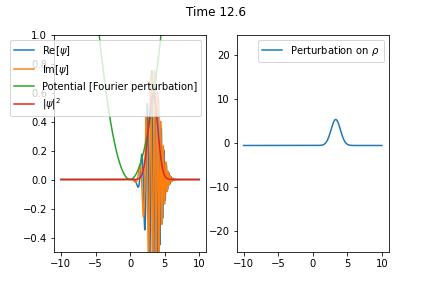 Time 12.6
Re[ψ]
Im[ψ]
Potential [Fourier perturbation]
|ψ|²
Perturbation on ρ
1.0
0.8
0.6
0.4
0.2
0.0
−0.2
−0.4
−10 −5 0 5 10
20
10
0
−10
−20
−10 −5 0 5 10